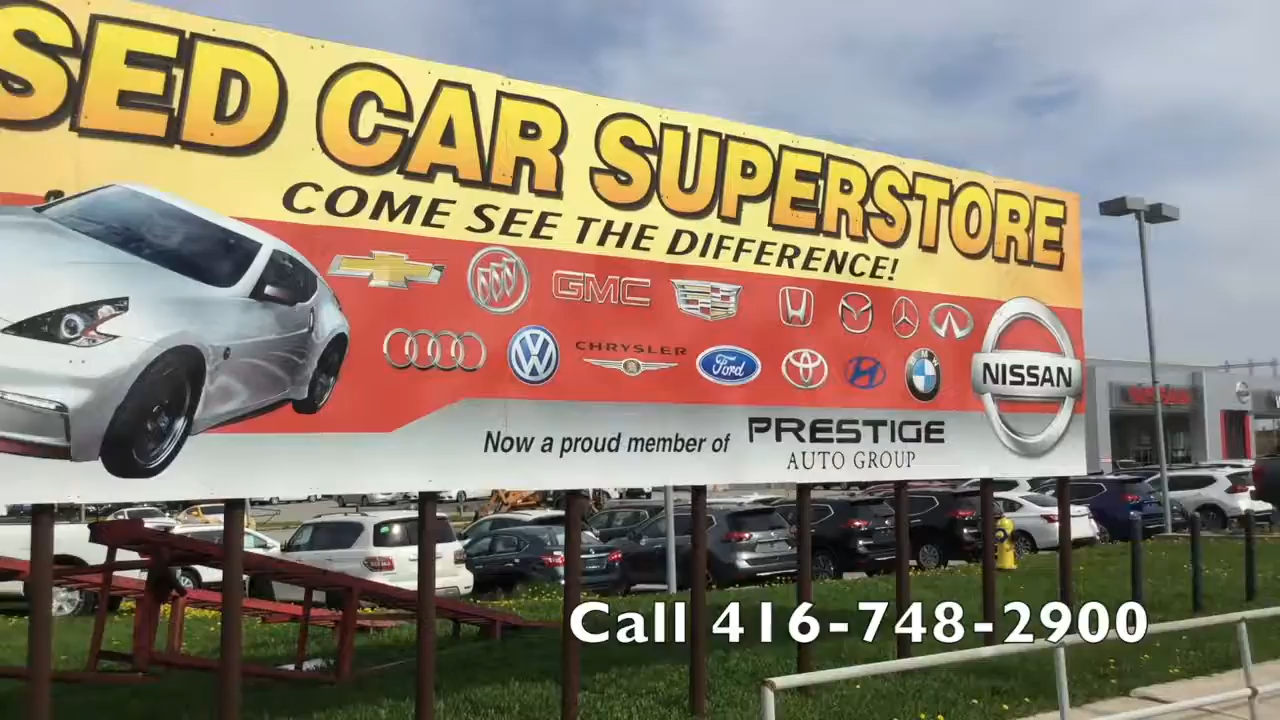 SED CAR SUPERSTORE
COME SEE THE DIFFERENCE!
GMC
CHRYSLER
Ford
NISSAN
Now a proud member of PRESTIGE
AUTO GROUP
Call 416-748-2900